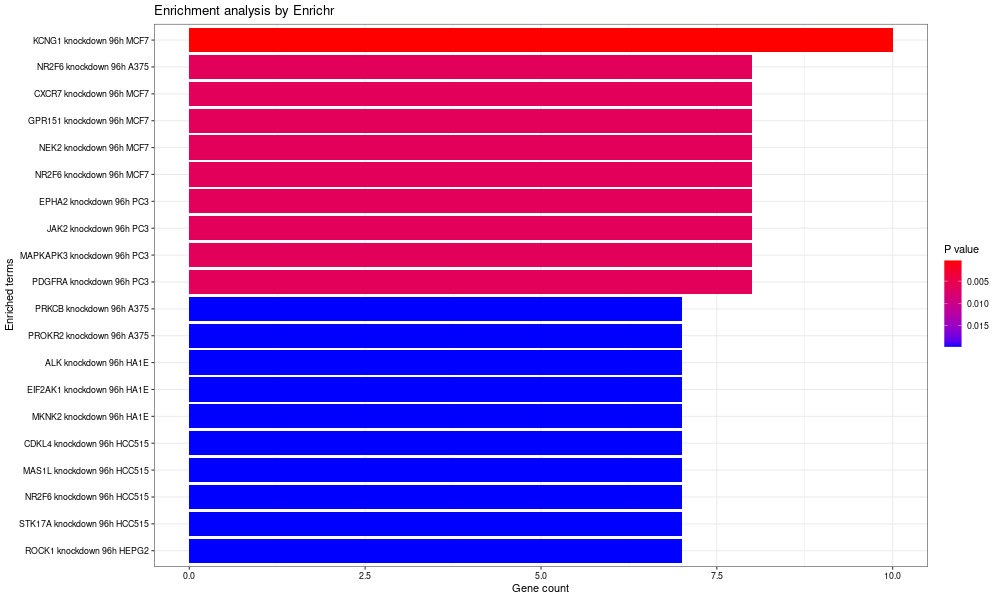 Enrichment analysis by Enrichr
KCNG1 knockdown 96h MCF7
NR2F6 knockdown 96h A375
CXCR7 knockdown 96h MCF7
GPR151 knockdown 96h MCF7
NEK2 knockdown 96h MCF7
NR2F6 knockdown 96h MCF7
EPHA2 knockdown 96h PC3
JAK2 knockdown 96h PC3
MAPKAPK3 knockdown 96h PC3
PDGFRA knockdown 96h PC3
PRKCB knockdown 96h A375
PROKR2 knockdown 96h A375
ALK knockdown 96h HA1E
EIF2AK1 knockdown 96h HA1E
MKNK2 knockdown 96h HA1E
CDKL4 knockdown 96h HCC515
MAS1L knockdown 96h HCC515
NR2F6 knockdown 96h HCC515
STK17A knockdown 96h HCC515
ROCK1 knockdown 96h HEPG2
Enriched terms
0.0 2.5 5.0 7.5 10.0
Gene count
P value
0.005
0.010
0.015